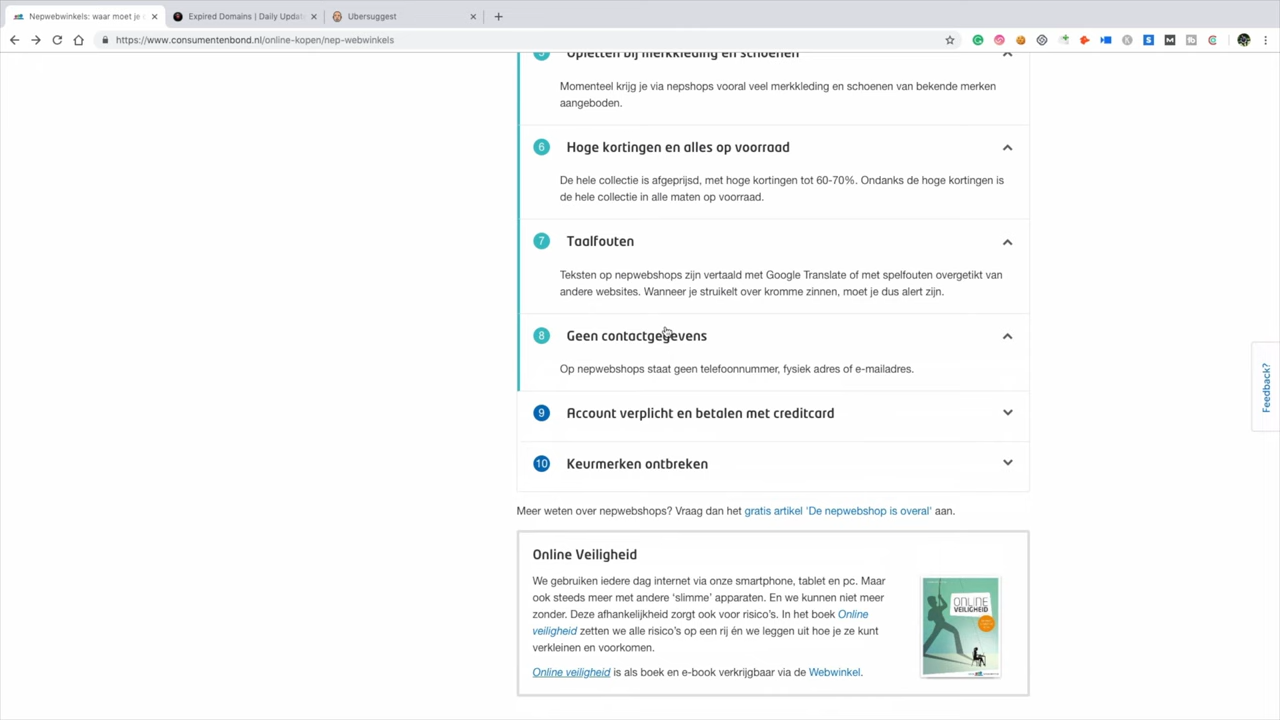 Nepwebwinkels: waar moet je
Expired Domains | Daily Updat
Ubersuggest
https://www.consumentenbond.nl/online-kopen/nep-webwinkels
5 Opletten bij merkkleding en schoenen
Momenteel krijg je via nepshops vooral veel merkkleding en schoenen van bekende merken
aangeboden.
6 Hoge kortingen en alles op voorraad
De hele collectie is afgeprijsd, met hoge kortingen tot 60-70%. Ondanks de hoge kortingen is
de hele collectie in alle maten op voorraad.
7 Taalfouten
Teksten op nepwebshops zijn vertaald met Google Translate of met spelfouten overgetikt van
andere websites. Wanneer je struikelt over kromme zinnen, moet je dus alert zijn.
8 Geen contactgegevens
Op nepwebshops staat geen telefoonnummer, fysiek adres of e-mailadres.
9 Account verplicht en betalen met creditcard
10 Keurmerken ontbreken
Meer weten over nepwebshops? Vraag dan het gratis artikel 'De nepwebshop is overal' aan.
Online Veiligheid
We gebruiken iedere dag internet via onze smartphone, tablet en pc. Maar
ook steeds meer met andere 'slimme' apparaten. En we kunnen niet meer
zonder. Deze afhankelijkheid zorgt ook voor risico's. In het boek Online
veiligheid zetten we alle risico's op een rij én we leggen uit hoe je ze kunt
verkleinen en voorkomen.
Online veiligheid is als boek en e-book verkrijgbaar via de Webwinkel.
ONLINE
VEILIGHEID
Feedback?